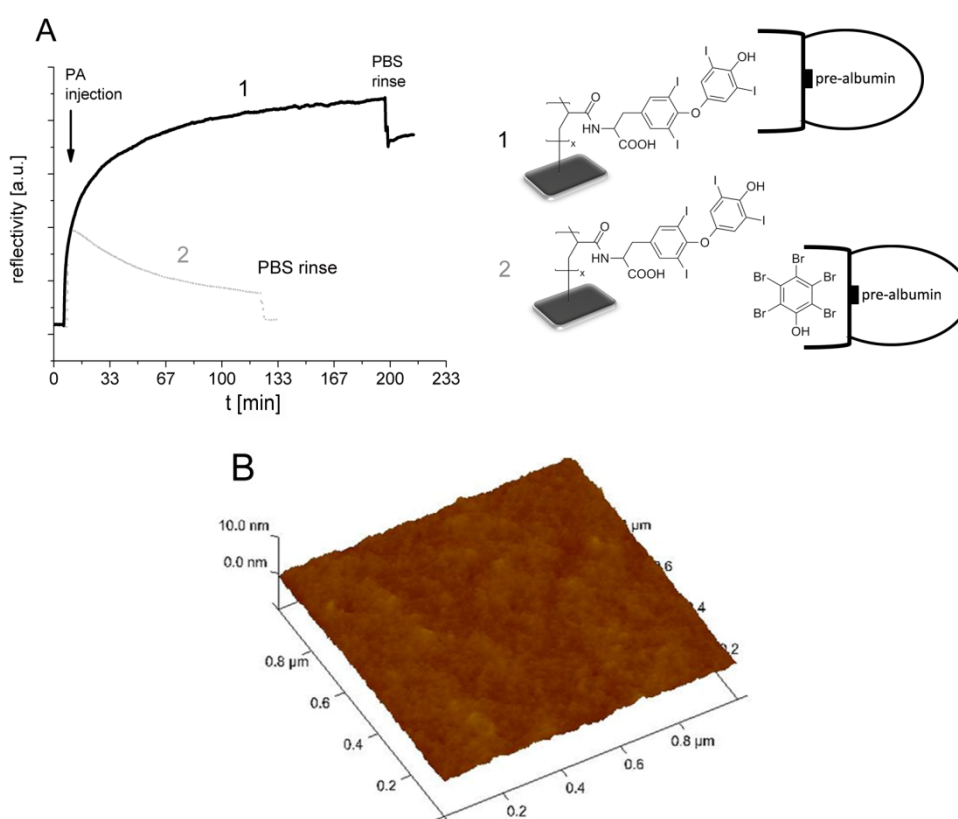 A
PA
injection
1
PBS
rinse
2
PBS rinse
reflectivity [a.u.]
0 33 67 100 133 167 200 233
t [min]
1
O
HN
COOH
x
I
I
O
I
OH
I
pre-albumin
2
O
HN
COOH
x
I
I
O
I
OH
I
Br
Br
Br
Br
Br
OH
pre-albumin
B
10.0 nm
0.0 nm
0.8 µm
0.6
0.4
0.2
0.2
0.4
0.6
0.8 µm
µm
0.6
0.4
0.2